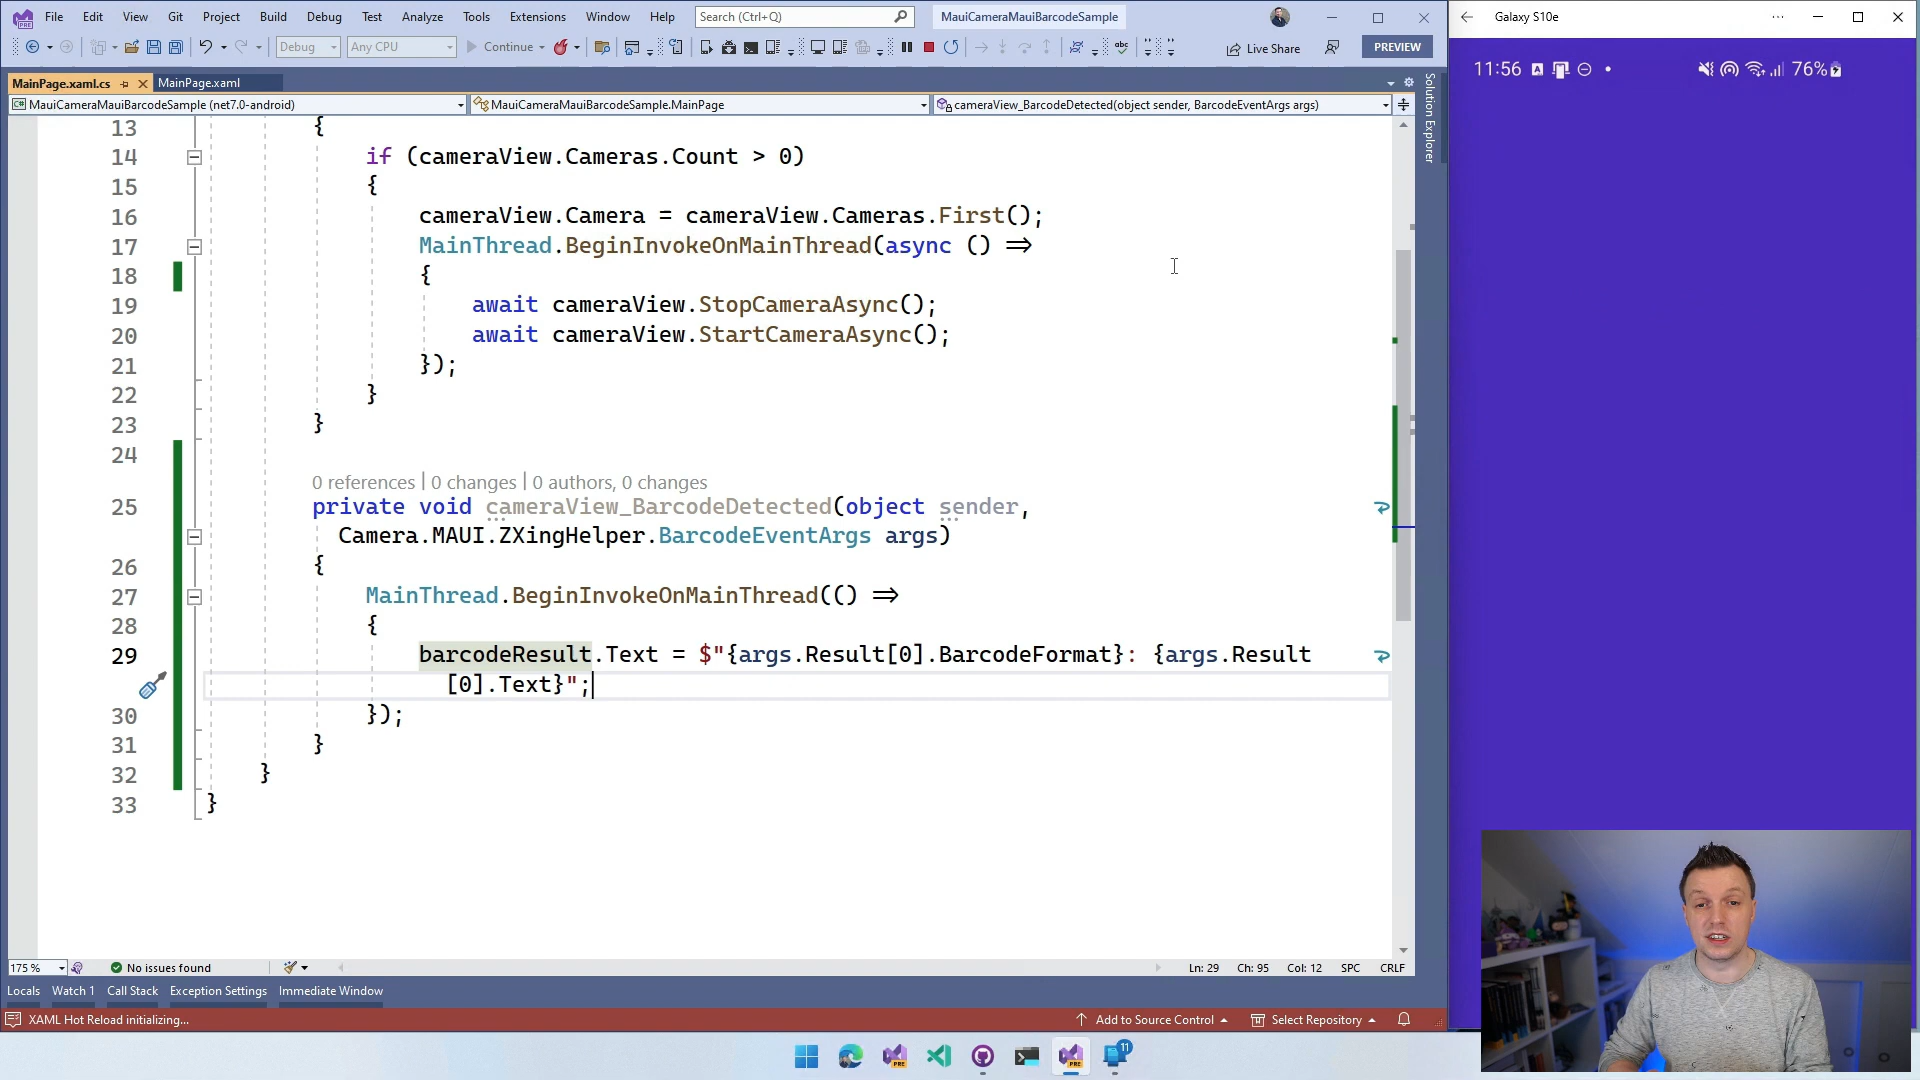 File Edit View Git Project Build Debug Test Analyze Tools Extensions Window Help Search (Ctrl+Q) MauiCameraMauiBarcodeSample
Debug Any CPU Continue Live Share PREVIEW
MainPage.xaml.cs MainPage.xaml
MauiCameraMauiBarcodeSample (net7.0-android) MauiCameraMauiBarcodeSample.MainPage cameraView_BarcodeDetected(object sender, BarcodeEventArgs args)
Solution Explorer
13 {
14 if (cameraView.Cameras.Count > 0)
15 {
16 cameraView.Camera = cameraView.Cameras.First();
17 MainThread.BeginInvokeOnMainThread(async () =>
18 {
19 await cameraView.StopCameraAsync();
20 await cameraView.StartCameraAsync();
21 });
22 }
23 }
24
0 references | 0 changes | 0 authors, 0 changes
25 private void cameraView_BarcodeDetected(object sender,
Camera.MAUI.ZXingHelper.BarcodeEventArgs args)
26 {
27 MainThread.BeginInvokeOnMainThread(() =>
28 {
29 barcodeResult.Text = $"{args.Result[0].BarcodeFormat}: {args.Result
[0].Text}";
30 });
31 }
32 }
33 }
175 % No issues found Ln: 29 Ch: 95 Col: 12 SPC CRLF
Locals Watch 1 Call Stack Exception Settings Immediate Window
XAML Hot Reload initializing... Add to Source Control Select Repository
PRE PRE 11
Galaxy S10e
11:56 76%